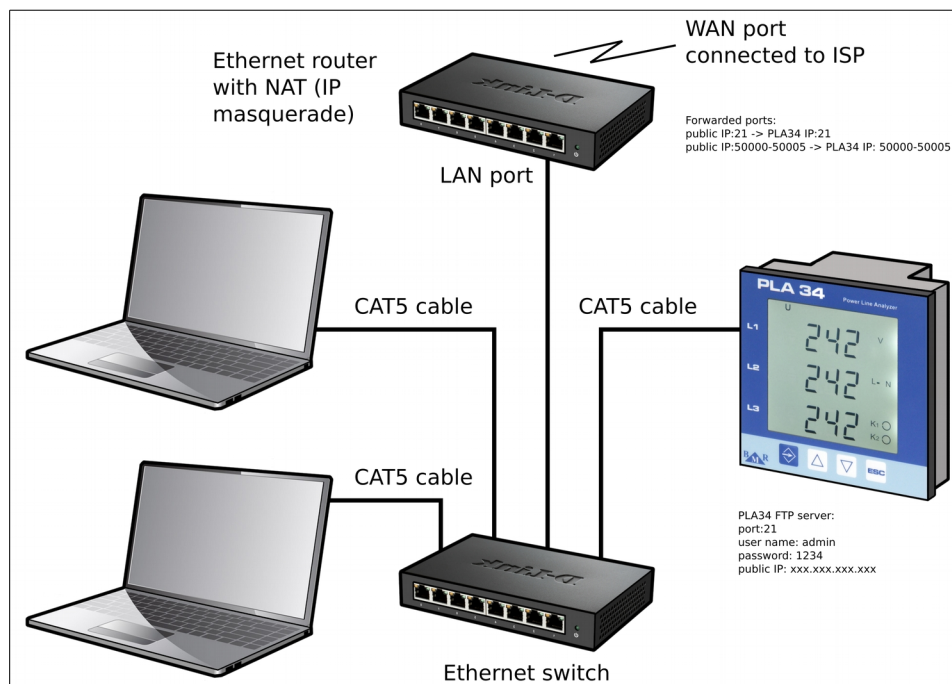 Ethernet router
with NAT (IP
masquerade)
WAN port
connected to ISP
D-Link
Forwarded ports:
public IP:21 -> PLA34 IP:21
public IP:50000-50005 -> PLA34 IP: 50000-50005
LAN port
CAT5 cable
CAT5 cable
PLA 34
Power Line Analyzer
U
L1
242 V
L2
242 L- N
L3
242 K1
K2
BMR
ESC
CAT5 cable
PLA34 FTP server:
port:21
user name: admin
password: 1234
public IP: xxx.xxx.xxx.xxx
D-Link
Ethernet switch